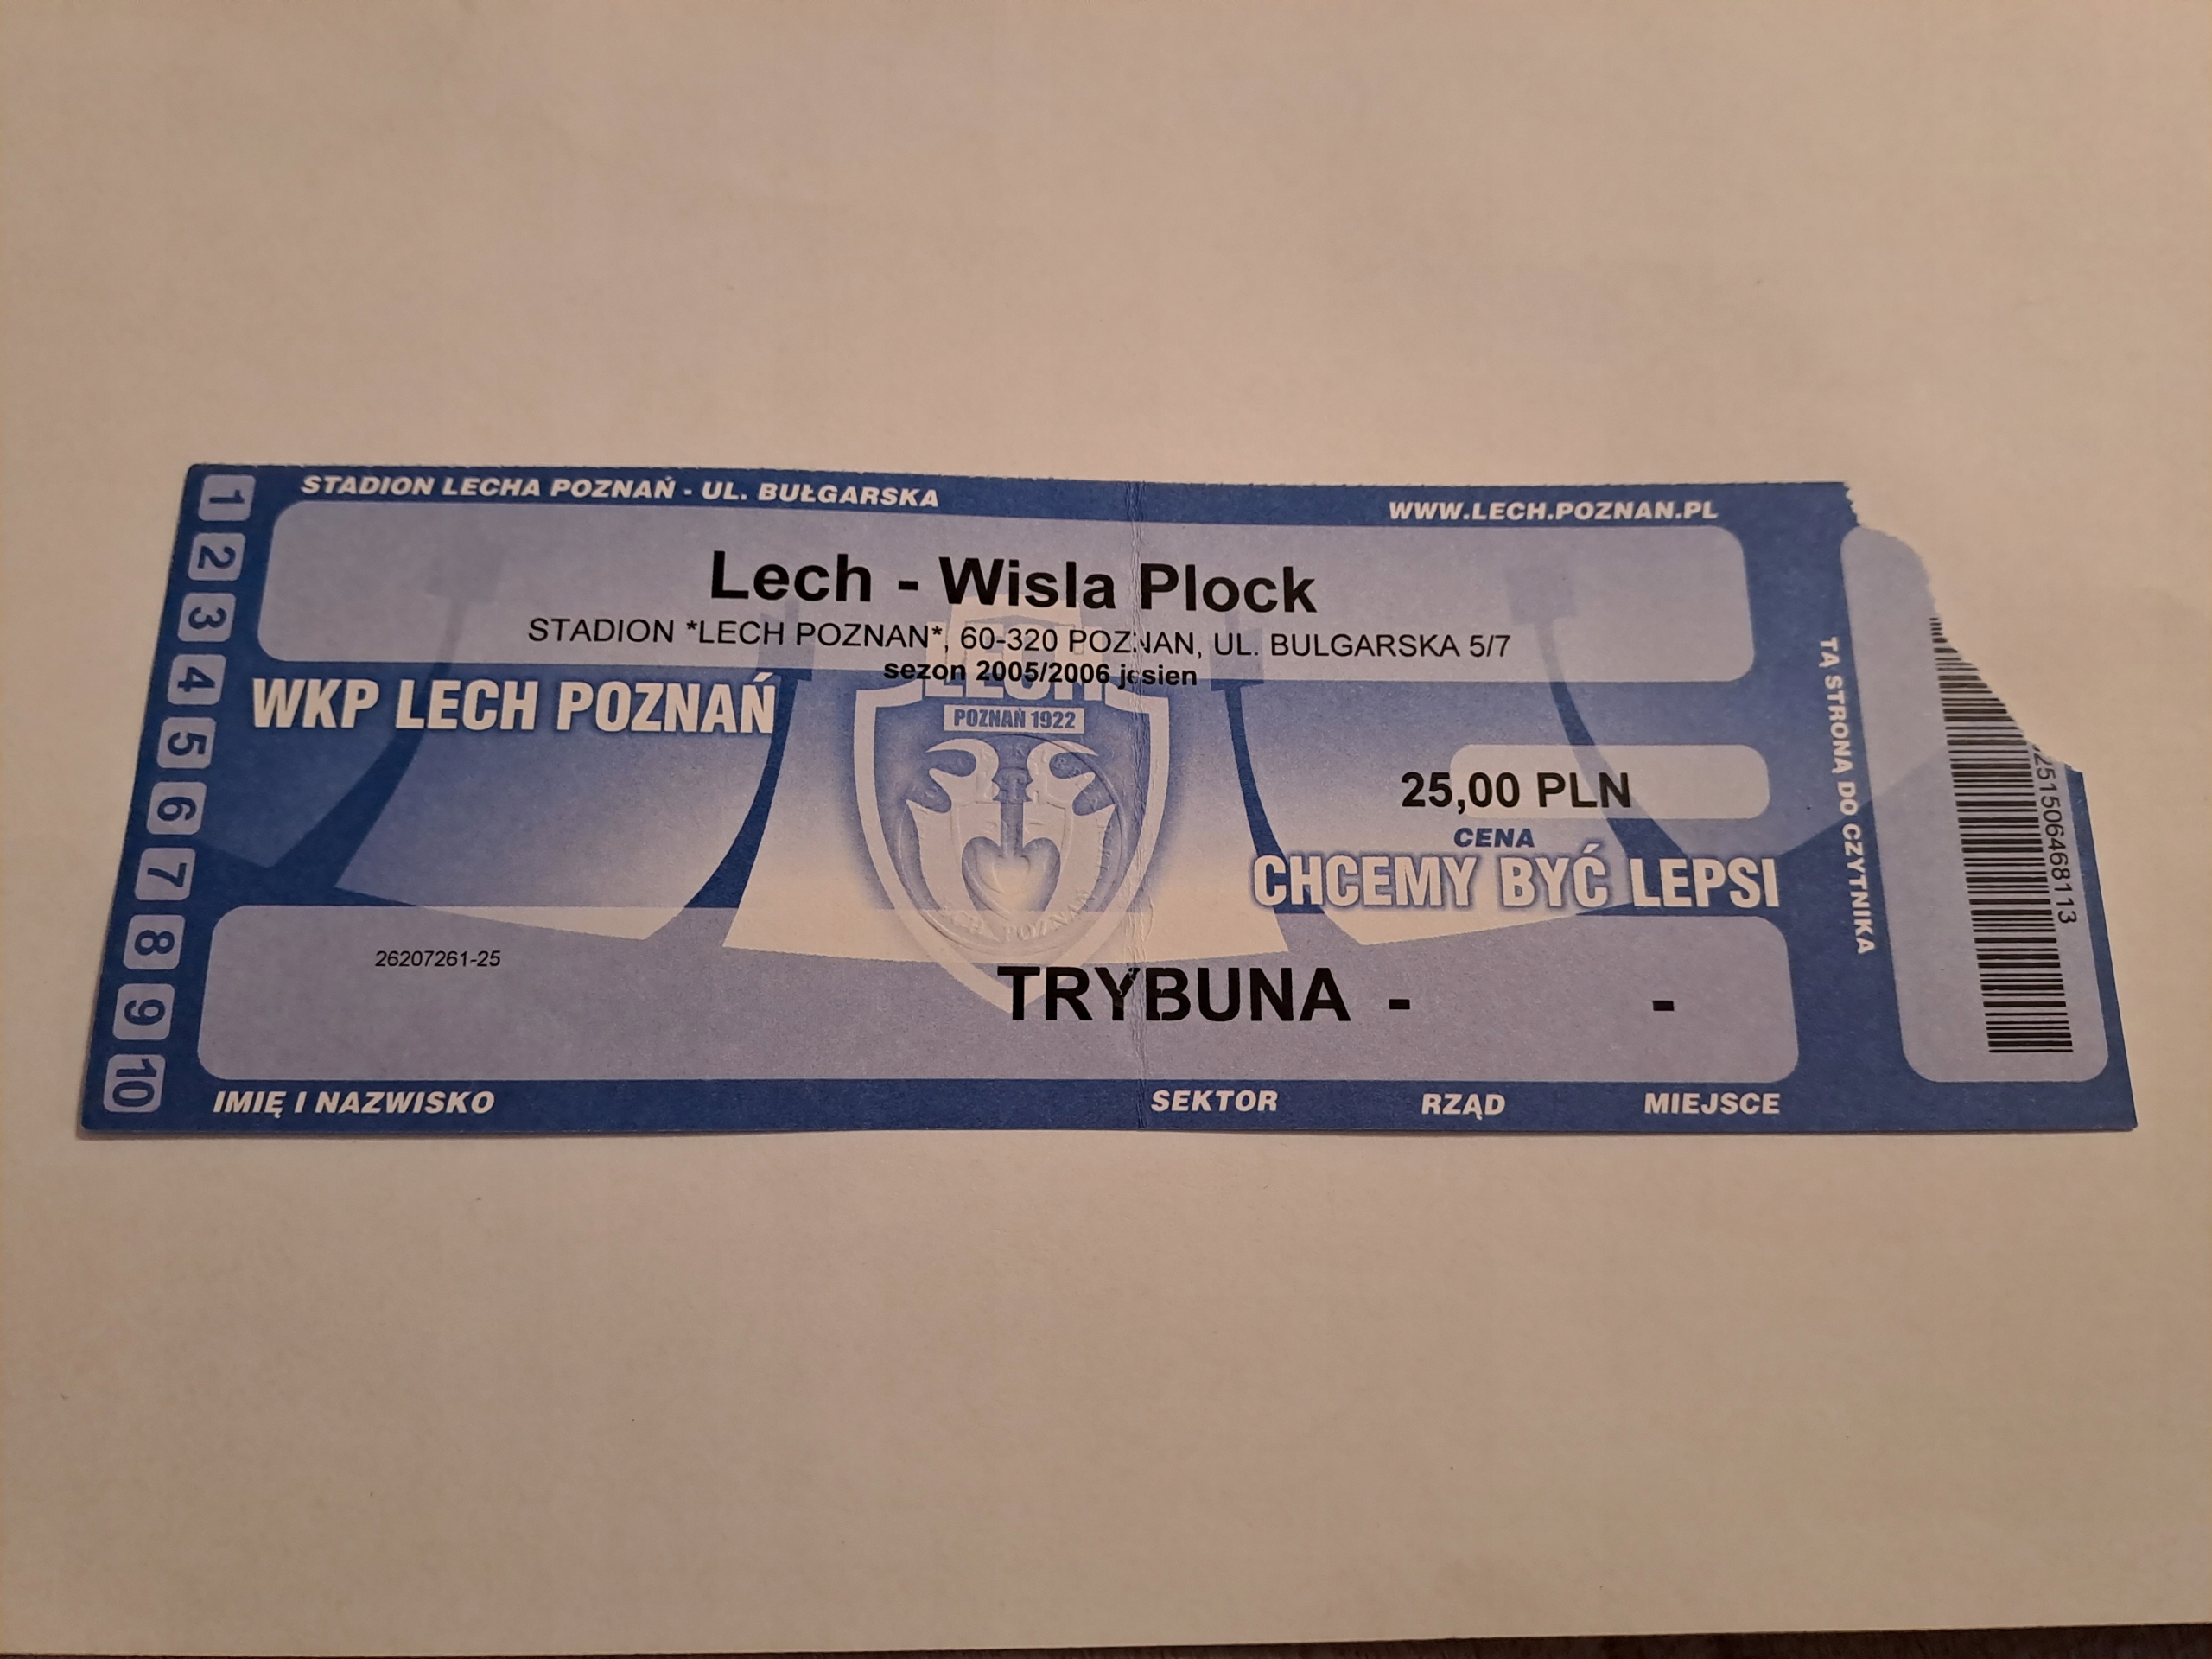 STADION LECHA POZNAŃ - UL. BUŁGARSKA
WWW.LECH.POZNAN.PL
Lech - Wisla Plock
STADION *LECH POZNAN*, 60-320 POZNAN, UL. BULGARSKA 5/7
sezon 2005/2006 jesien
WKP LECH POZNAŃ
LECH
POZNAŃ 1922
25,00 PLN
CENA
CHCEMY BYĆ LEPSI
26207261-25
TRYBUNA - -
IMIĘ I NAZWISKO
SEKTOR
RZĄD
MIEJSCE
1
2
3
4
5
6
7
8
9
10
TĄ STRONĄ DO CZYTNIKA
251506468113